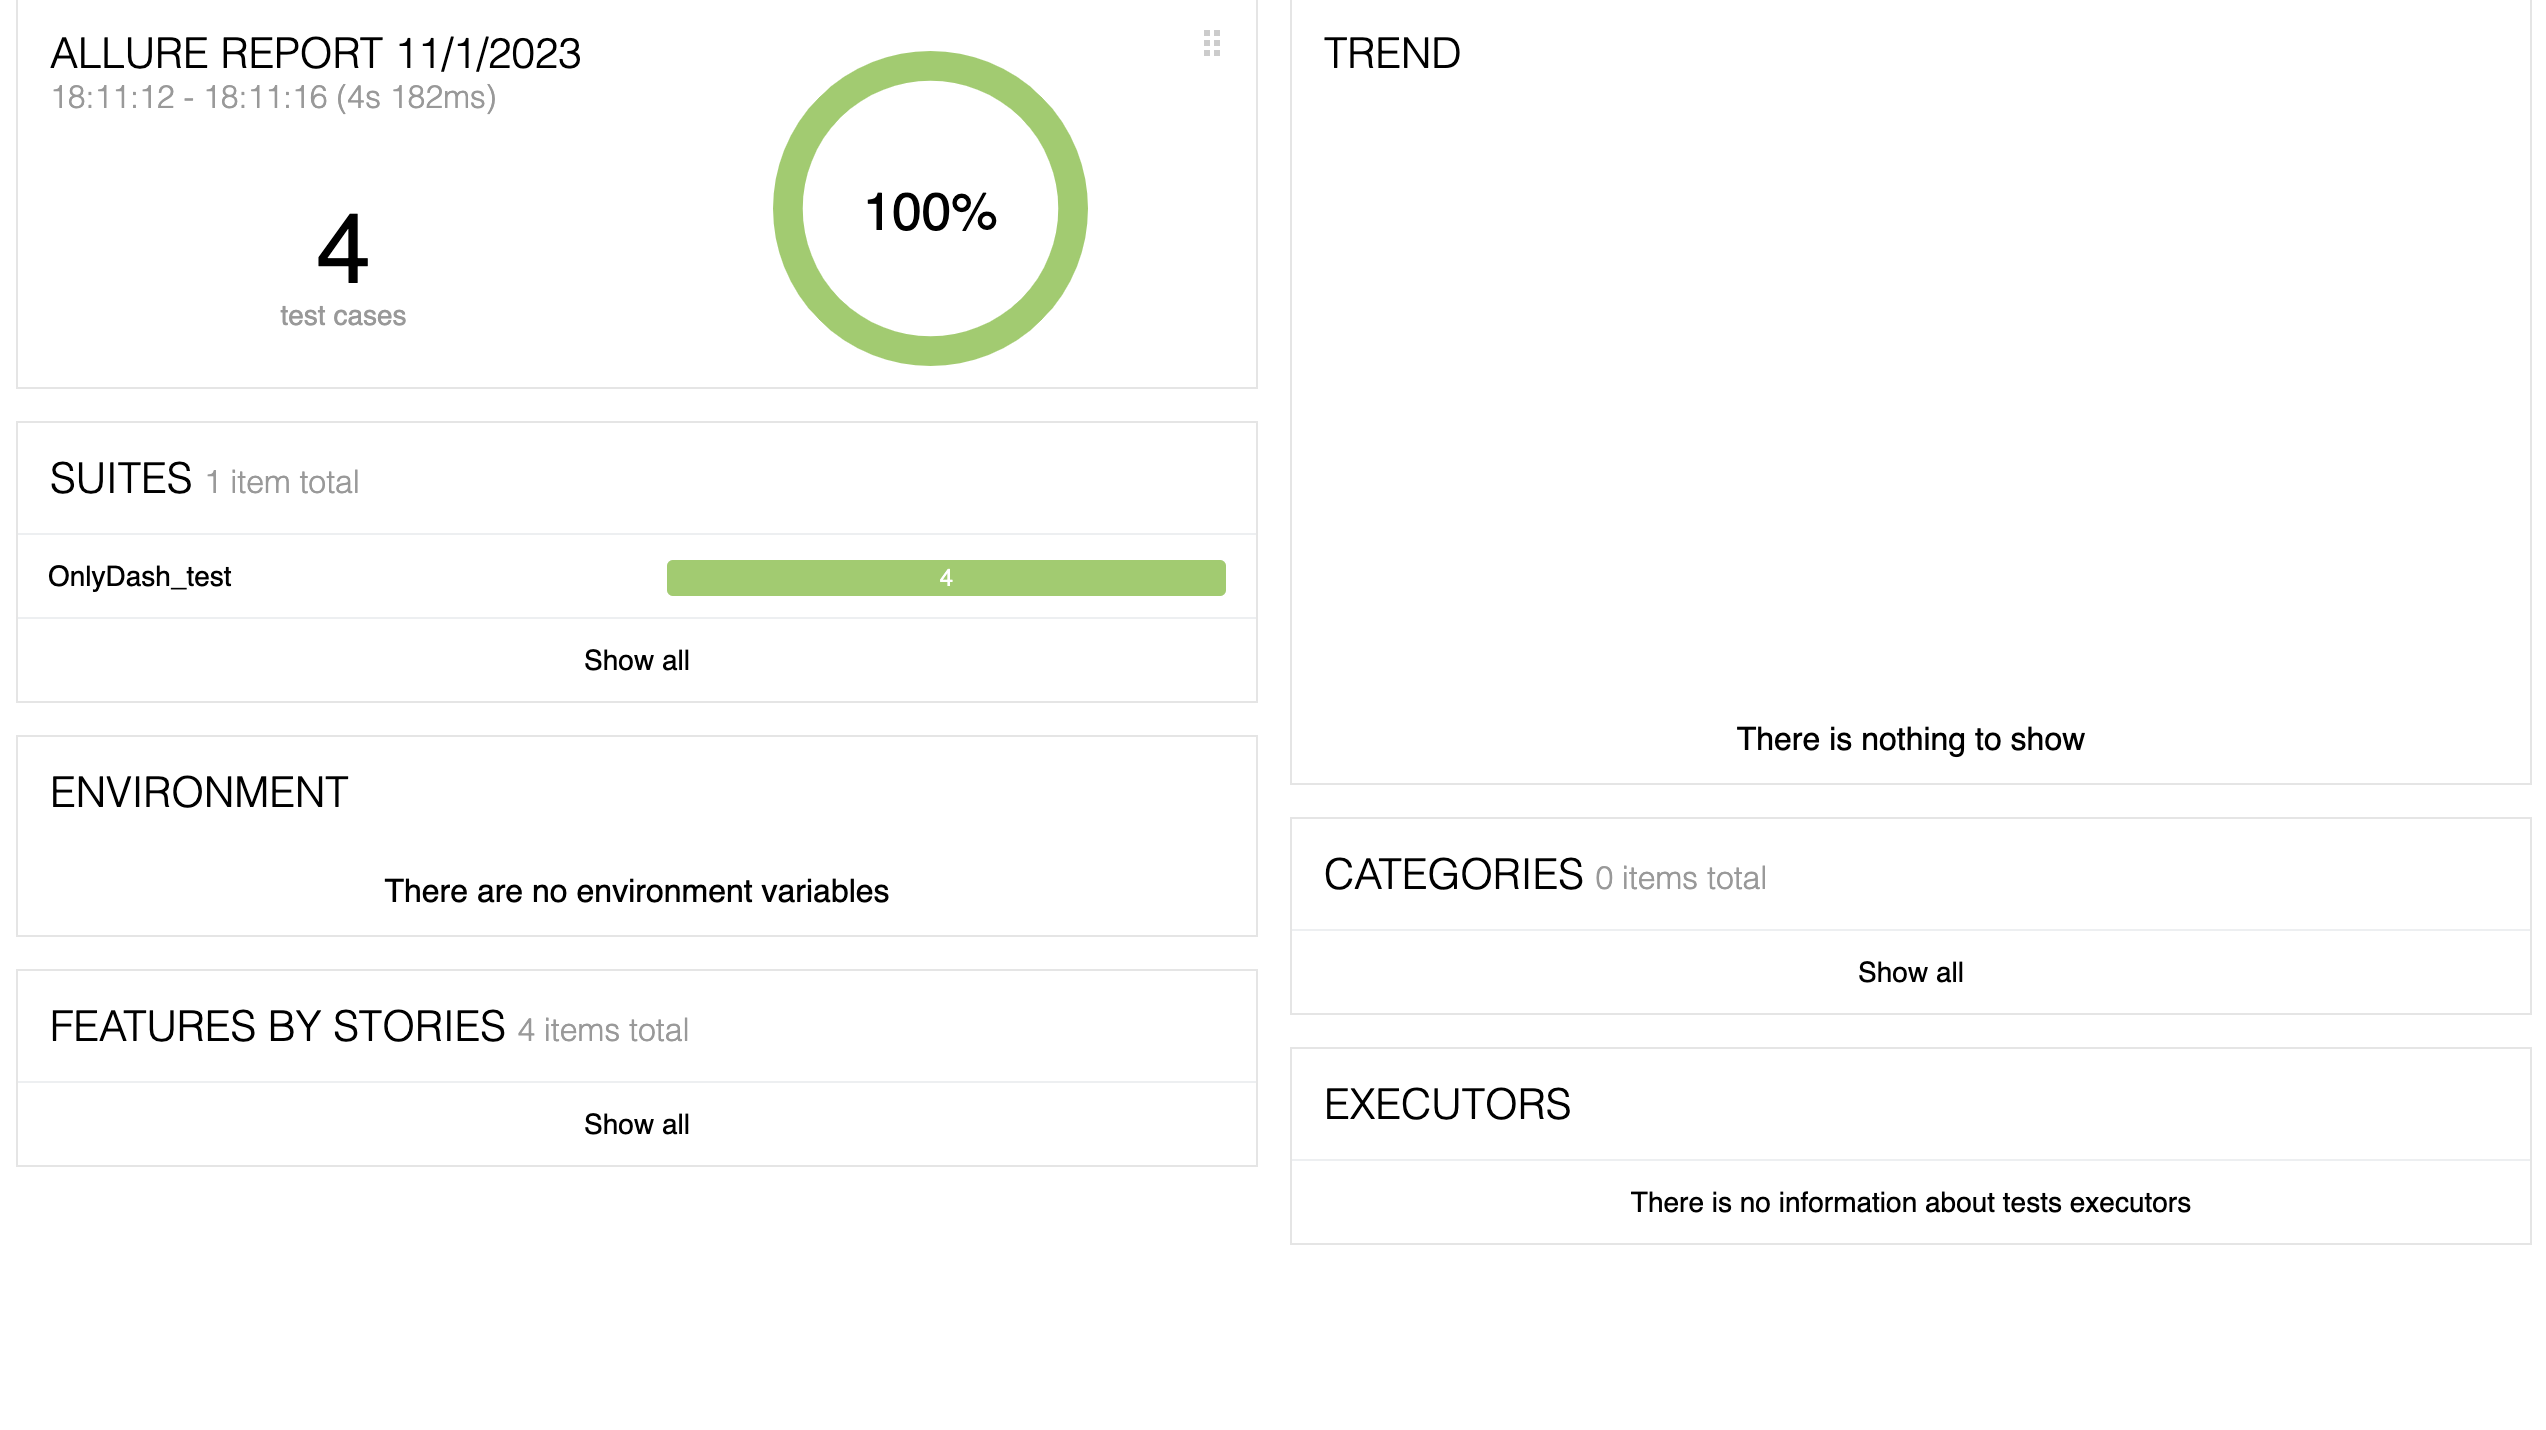 ALLURE REPORT 11/1/2023
18:11:12 - 18:11:16 (4s 182ms)
4
test cases
100%
SUITES 1 item total
OnlyDash_test 4
Show all
ENVIRONMENT
There are no environment variables
FEATURES BY STORIES 4 items total
Show all
TREND
There is nothing to show
CATEGORIES 0 items total
Show all
EXECUTORS
There is no information about tests executors